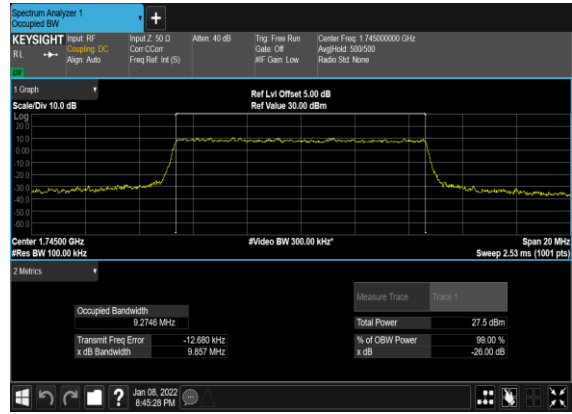 Spectrum Analyzer 1
Occupied BW
+
KEYSIGHT Input: RF Input Z: 50 Ω Atten: 40 dB Trig: Free Run Center Freq: 1.745000000 GHz
RL Coupling: DC Corr CCorr Gate: Off Avg|Hold: 500/500
Align: Auto Freq Ref: Int (S) #IF Gain: Low Radio Std: None
LW
1 Graph
Ref Lvl Offset 5.00 dB
Scale/Div 10.0 dB Ref Value 30.00 dBm
Log
20.0
10.0
0.00
-10.0
-20.0
-30.0
-40.0
-50.0
-60.0
Center 1.74500 GHz #Video BW 300.00 kHz* Span 20 MHz
#Res BW 100.00 kHz Sweep 2.53 ms (1001 pts)
2 Metrics
Measure Trace Trace 1
Occupied Bandwidth
9.2746 MHz Total Power 27.5 dBm
Transmit Freq Error -12.680 kHz % of OBW Power 99.00 %
x dB Bandwidth 9.857 MHz x dB -26.00 dB
? Jan 08, 2022
8:45:28 PM